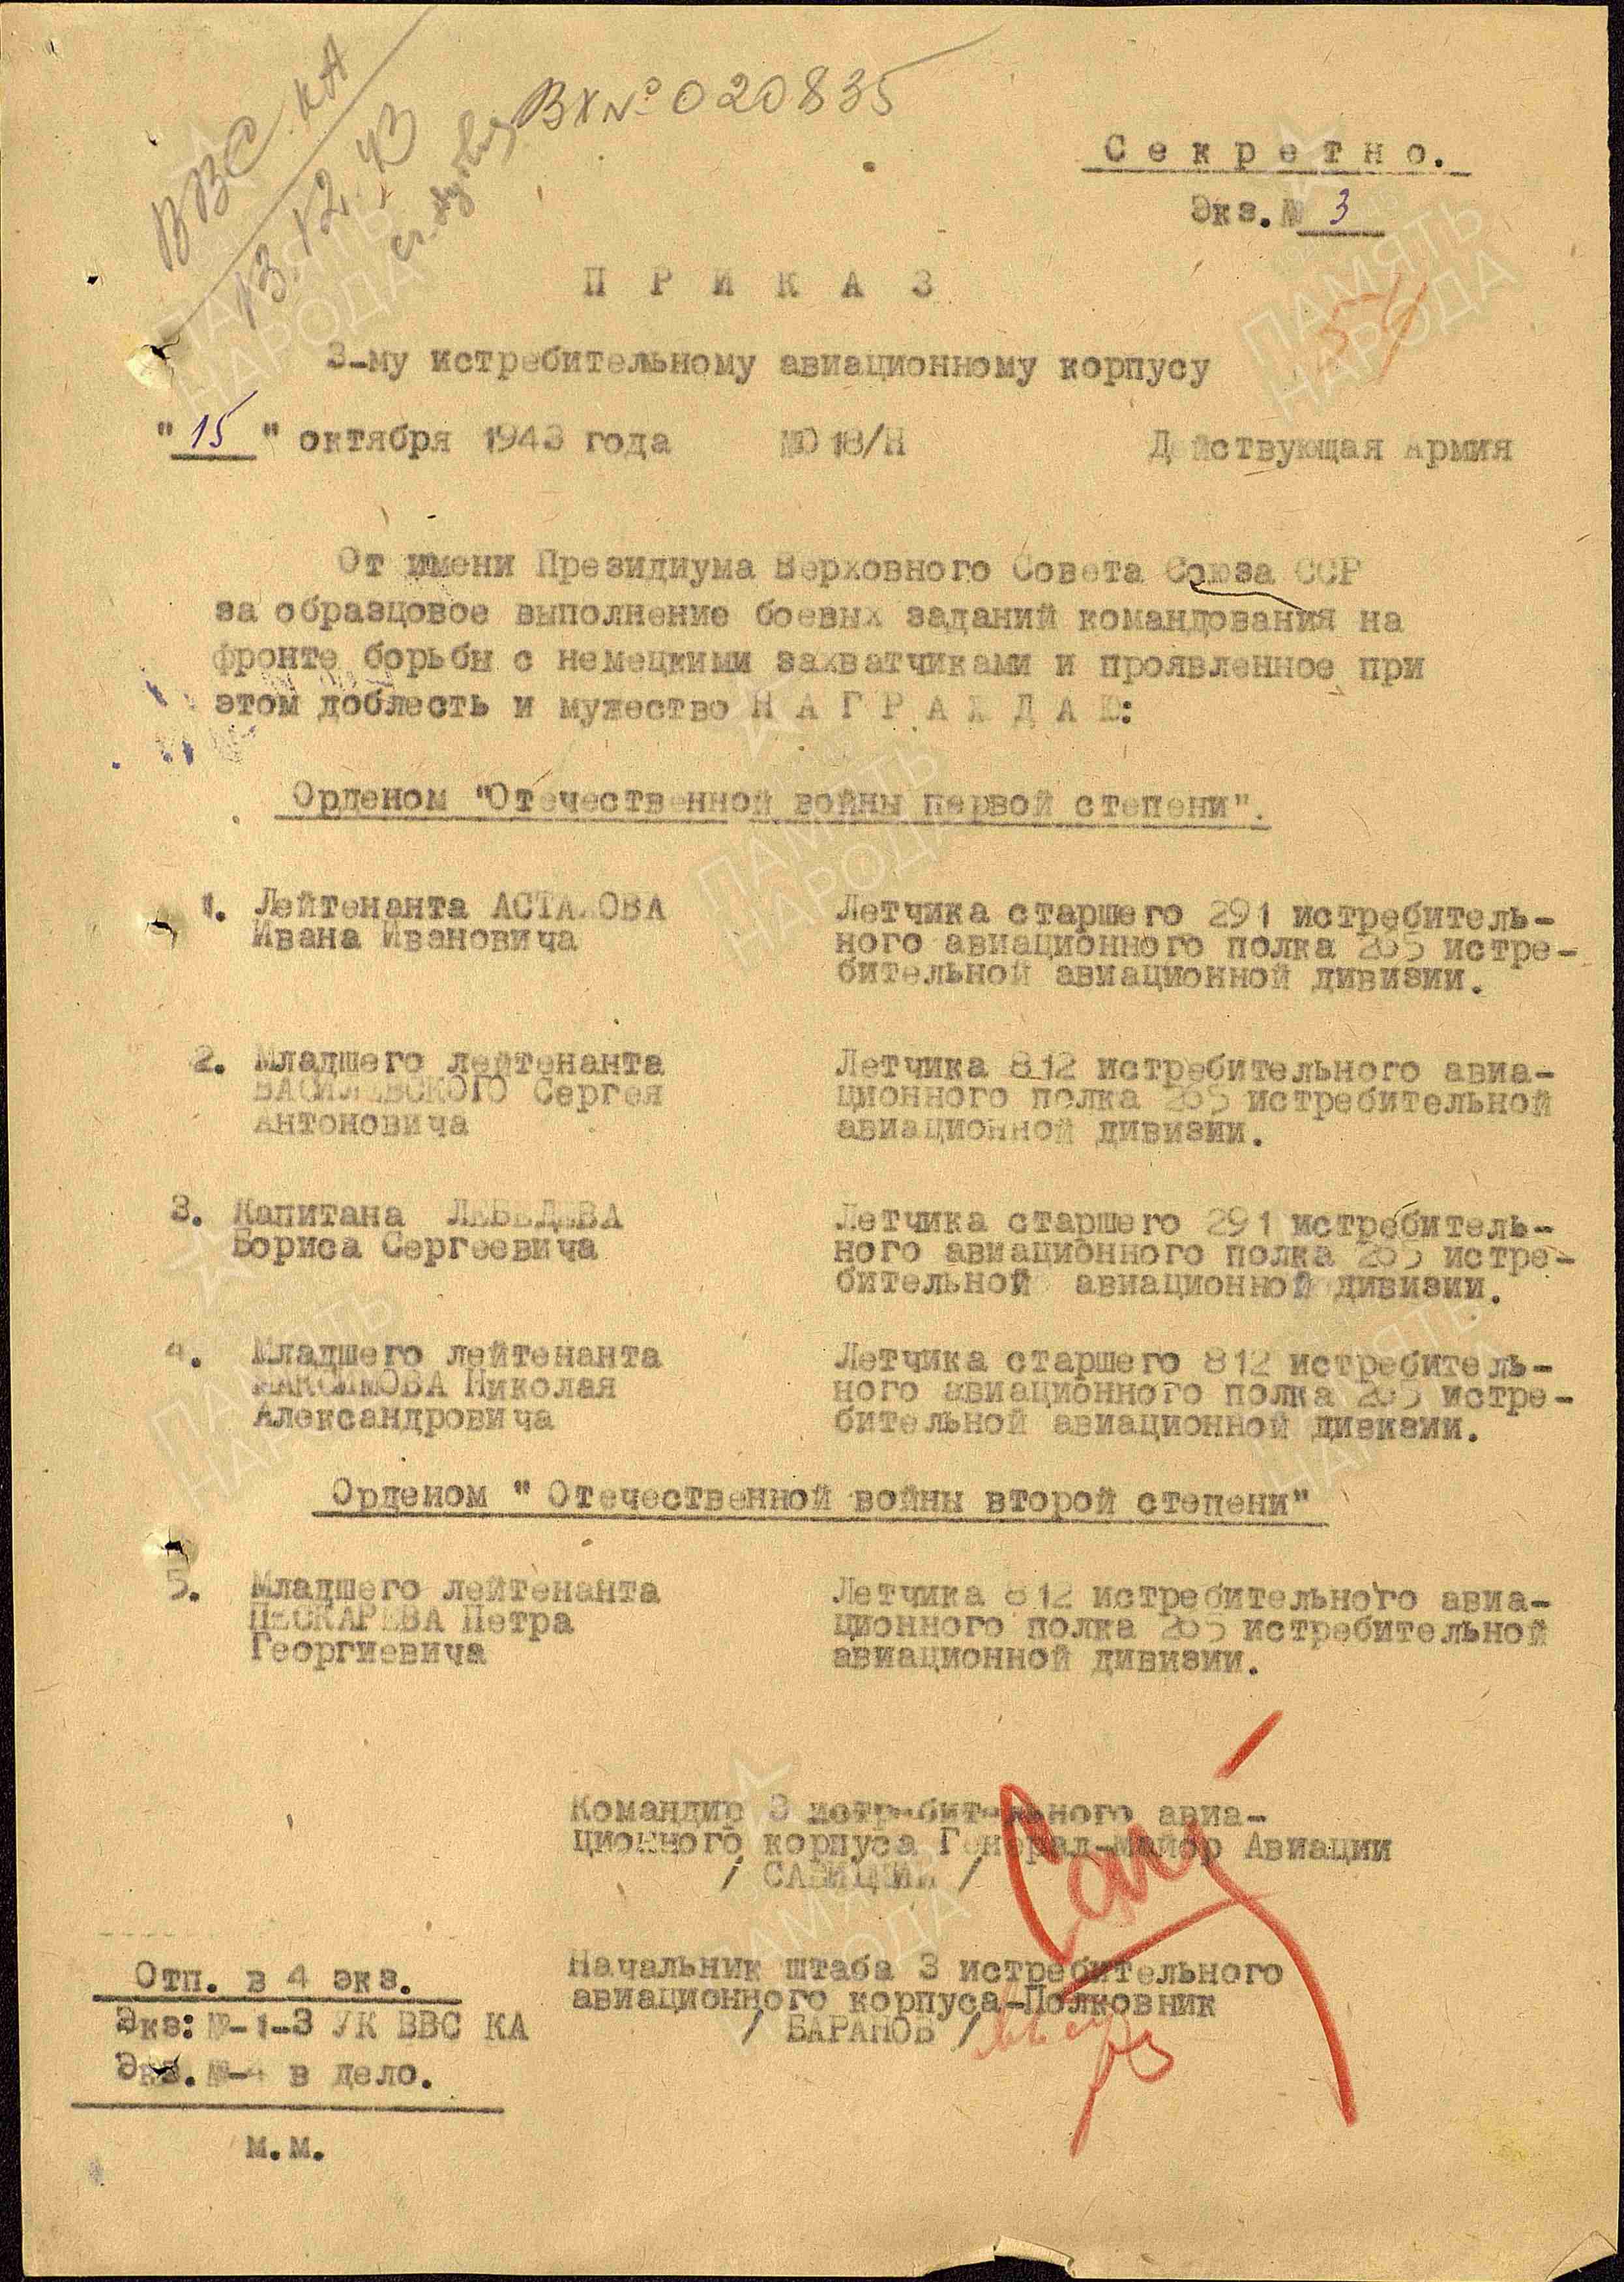 ВВС КА
13.12.43
Вх№020835
Секретно.
Экз.№ 3
54
ПРИКАЗ
3-му истребительному авиационному корпусу
"15" октября 1943 года №018/Н Действующая Армия
От имени Президиума Верховного Совета Союза ССР
за образцовое выполнение боевых заданий командования на
фронте борьбы с немецкими захватчиками и проявленное при
этом доблесть и мужество НАГРАЖДАЮ:
Орденом "Отечественной войны первой степени".
1. Лейтенанта АСТАХОВА
Ивана Ивановича
Летчика старшего 291 истребитель-
ного авиационного полка 265 истре-
бительной авиационной дивизии.
2. Младшего лейтенанта
ВАСИЛЕВСКОГО Сергея
Антоновича
Летчика 812 истребительного авиа-
ционного полка 265 истребительной
авиационной дивизии.
3. Капитана ЛЕБЕДЕВА
Бориса Сергеевича
Летчика старшего 291 истребитель-
ного авиационного полка 265 истре-
бительной авиационной дивизии.
4. Младшего лейтенанта
МАКСИМОВА Николая
Александровича
Летчика старшего 812 истребитель-
ного авиационного полка 265 истре-
бительной авиационной дивизии.
Орденом " Отечественной войны второй степени"
5. Младшего лейтенанта
ПЕСКАРЕВА Петра
Георгиевича
Летчика 812 истребительного авиа-
ционного полка 265 истребительной
авиационной дивизии.
Командир 3 истребительного авиа-
ционного корпуса Генерал-Майор Авиации
/ САВИЦКИЙ /
Начальник штаба 3 истребительного
авиационного корпуса-Полковник
/ БАРАНОВ /
Отп. в 4 экз.
Экз: №-1-3 УК ВВС КА
Экз. №-4 в дело.
м.м.
ПАМЯТЬ
НАРОДА